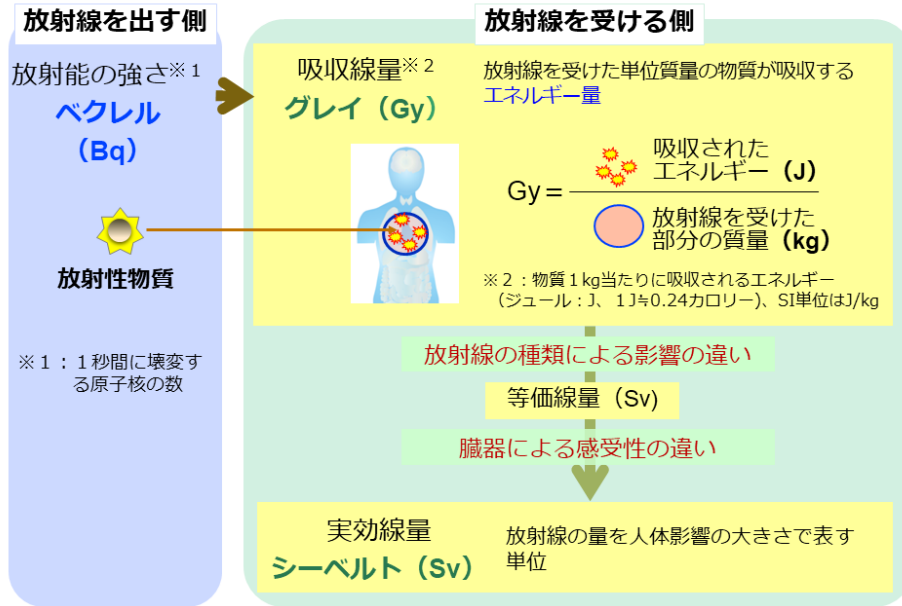 放射線を出す側
放射能の強さ※1
ベクレル
（Bq）
放射性物質
※１：１秒間に壊変す
る原子核の数
放射線を受ける側
吸収線量※2
グレイ（Gy）
放射線を受けた単位質量の物質が吸収する
エネルギー量
Gy＝
吸収された
エネルギー（J）
放射線を受けた
部分の質量（kg）
※２：物質１kg当たりに吸収されるエネルギー
（ジュール：J、１J≒0.24カロリー）、SI単位はJ/kg
放射線の種類による影響の違い
等価線量（Sv）
臓器による感受性の違い
実効線量
シーベルト（Sv）
放射線の量を人体影響の大きさで表す
単位